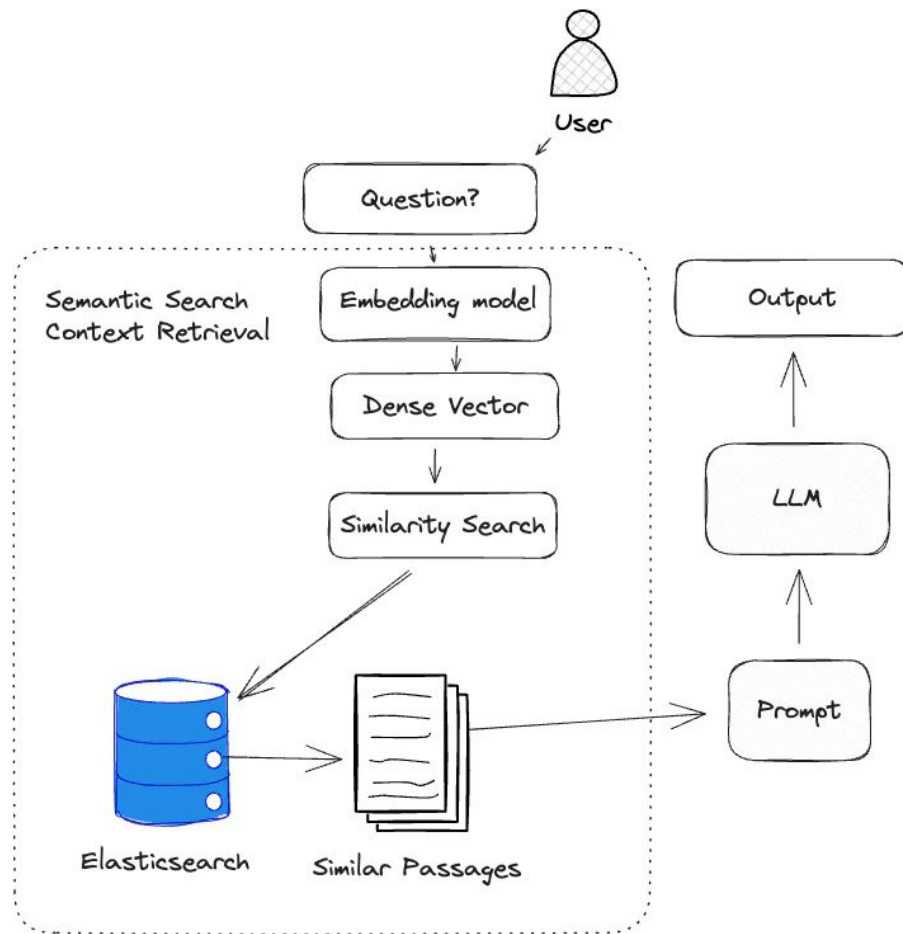 User
Question?
Semantic Search
Context Retrieval
Embedding model
Dense Vector
Similarity Search
Elasticsearch
Similar Passages
Prompt
LLM
Output